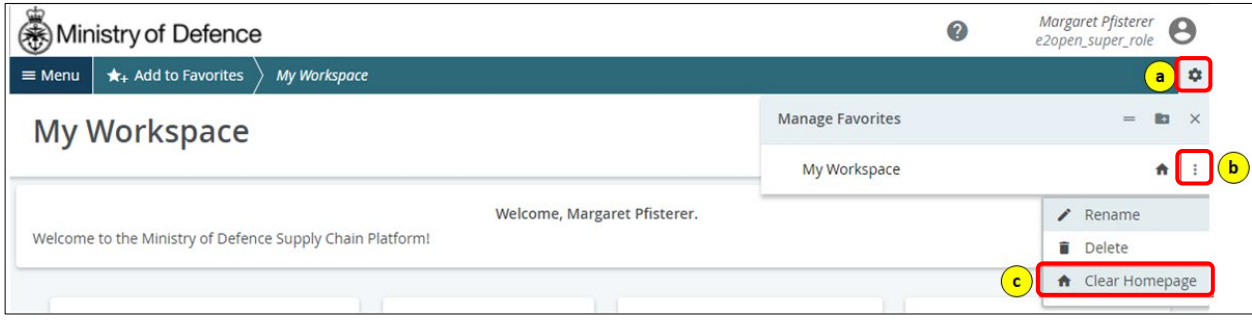 Ministry of Defence
Margaret Pfisterer
e2open_super_role
Menu
Add to Favorites
My Workspace
a
My Workspace
Manage Favorites
My Workspace
b
Welcome, Margaret Pfisterer.
Welcome to the Ministry of Defence Supply Chain Platform!
Rename
Delete
c
Clear Homepage